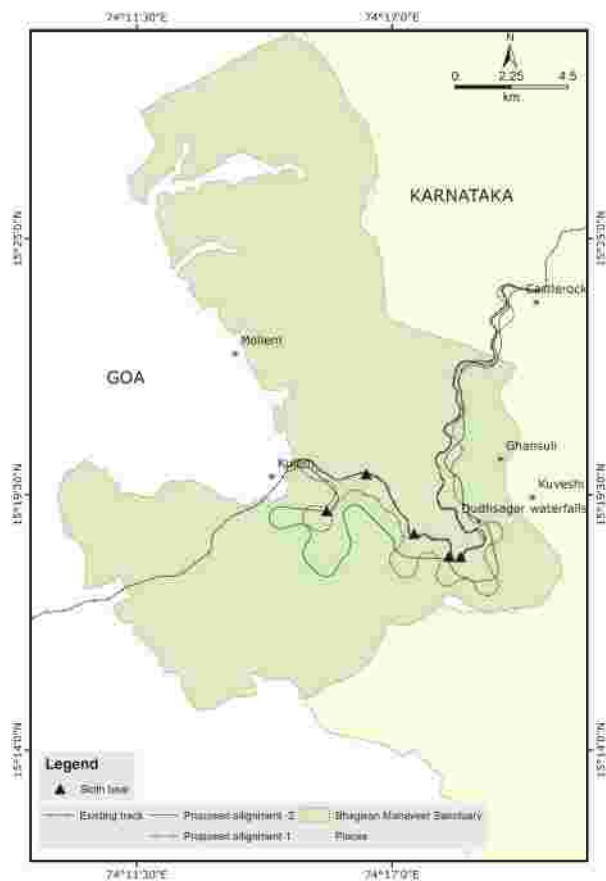 74°11'30"E 74°17'0"E
N
0 2.25 4.5
km
KARNATAKA
15°25'0"N 15°25'0"N
Castlerock
Mollem
GOA
Ghansuli
Kuveshi
15°19'30"N 15°19'30"N
Dudhsagar waterfalls
15°14'0"N 15°14'0"N
Legend
Sloth bear
Existing track Proposed alignment -2 Bhagwan Mahaveer Sanctuary
Proposed alignment-1 Places
74°11'30"E 74°17'0"E